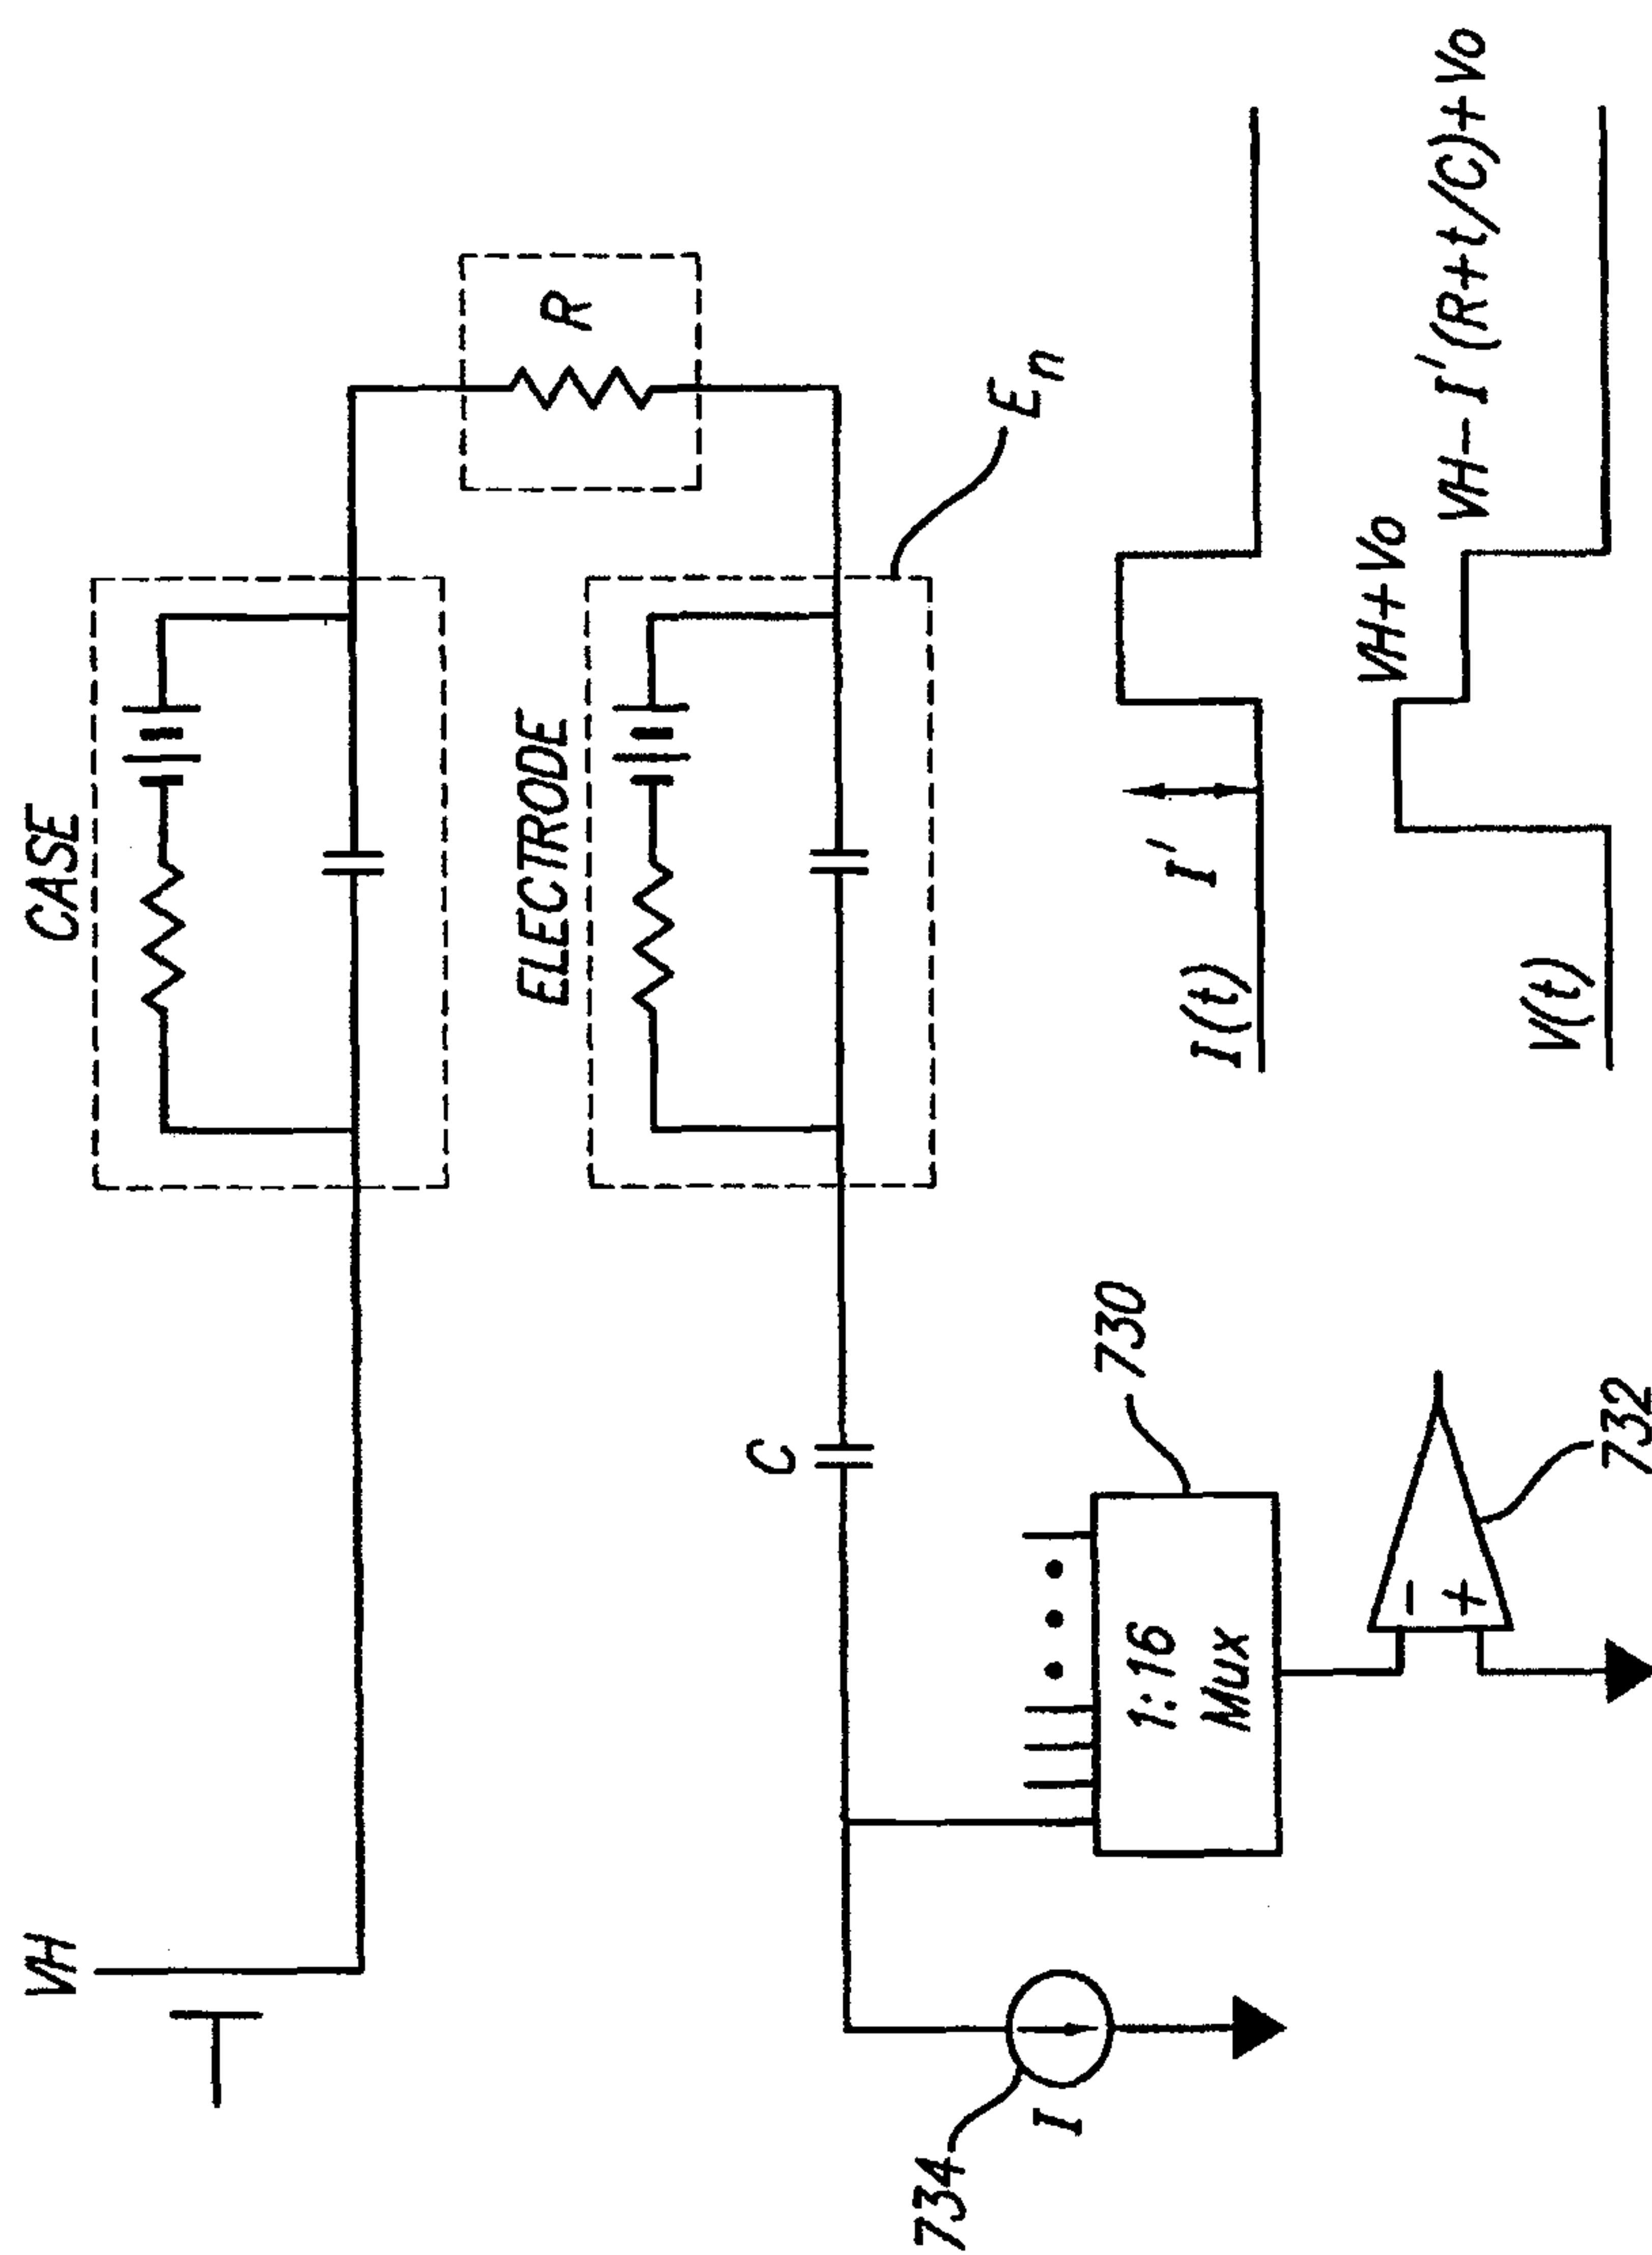 VH
CASE
R
ELECTRODE
En
C
734
I
730
1:16
Mux
732
- +
I(t)
I'
V(t)
VH+Vo
VH-I'(R+t/C)+Vo